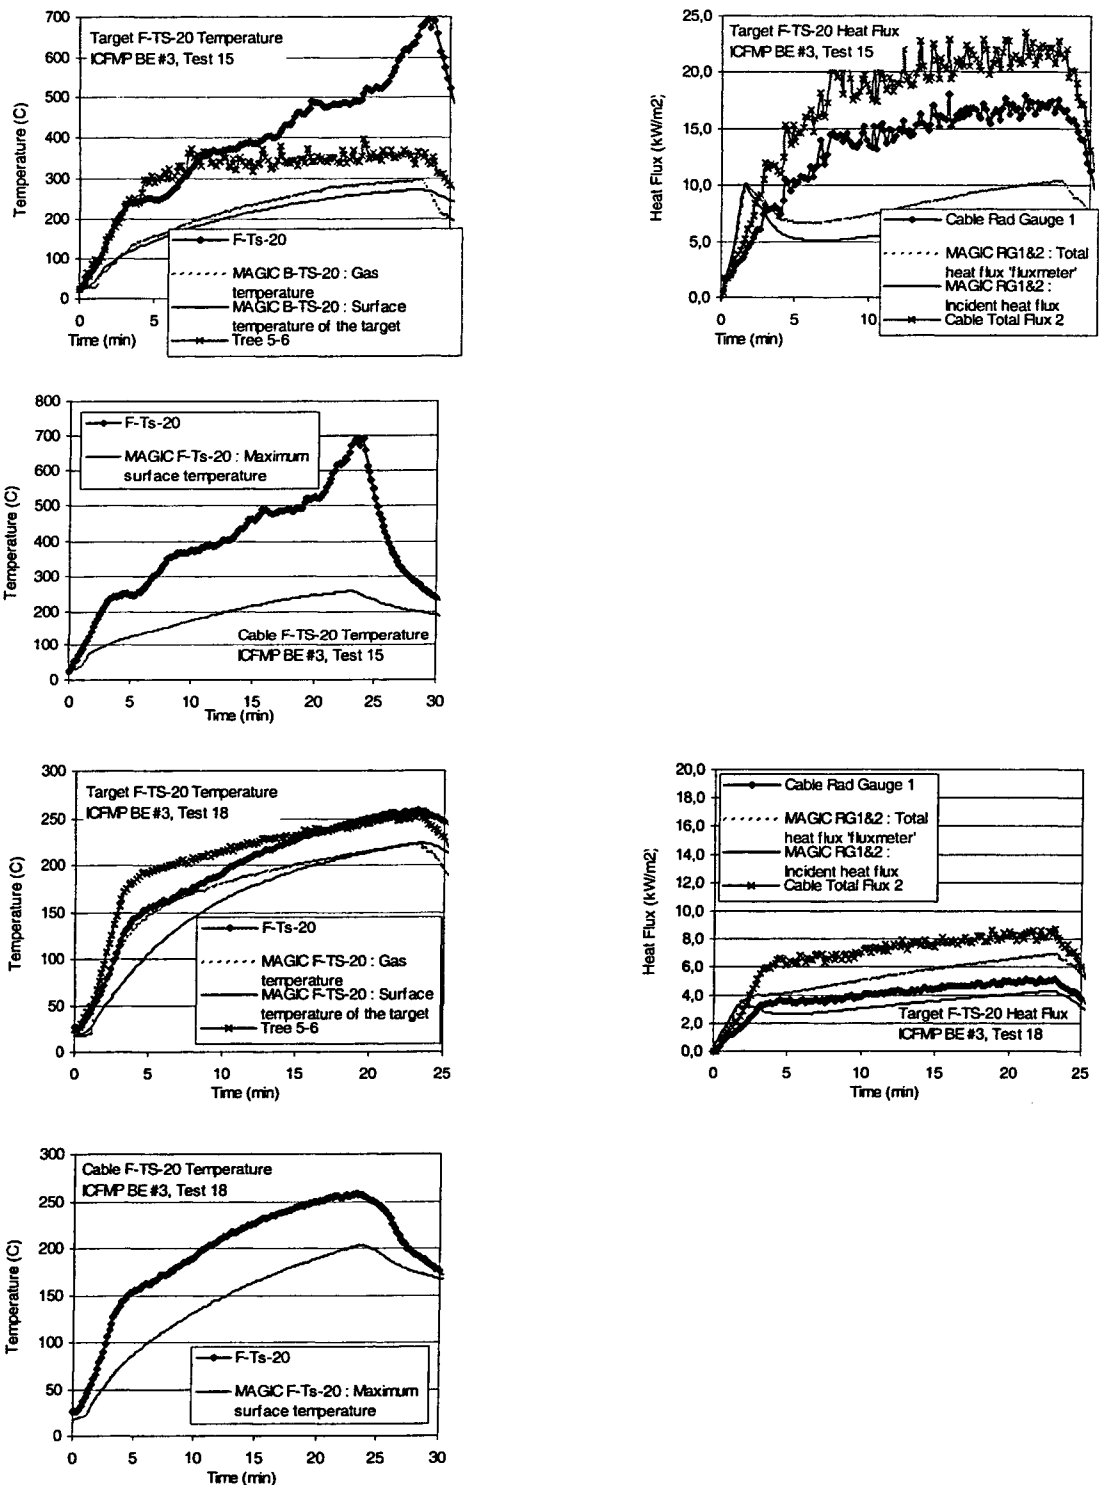 Target F-TS-20 Temperature
ICFMP BE #3, Test 15
Temperature (C)
700
600
500
400
300
200
100
0
5
Time (min)
F-Ts-20
MAGIC B-TS-20 : Gas
temperature
MAGIC B-TS-20 : Surface
temperature of the target
Tree 5-6
Target F-TS-20 Heat Flux
ICFMP BE #3, Test 15
Heat Flux (kW/m2;
25,0
20,0
15,0
10,0
5,0
0,0
0
5
10
Time (min)
Cable Rad Gauge 1
MAGIC RG1&2 : Total
heat flux 'fluxmeter'
MAGIC RG1&2 :
Incident heat flux
Cable Total Flux 2
Temperature (C)
800
700
600
500
400
300
200
100
0
F-Ts-20
MAGIC F-Ts-20 : Maximum
surface temperature
Cable F-TS-20 Temperature
ICFMP BE #3, Test 15
0 5 10 15 20 25 30
Time (min)
Target F-TS-20 Temperature
ICFMP BE #3, Test 18
Temperature (C)
300
250
200
150
100
50
0
F-Ts-20
MAGIC F-TS-20 : Gas
temperature
MAGIC F-TS-20 : Surface
temperature of the target
Tree 5-6
0 5 10 15 20 25
Time (min)
Heat Flux (kW/m2;
20,0
18,0
16,0
14,0
12,0
10,0
8,0
6,0
4,0
2,0
0,0
Cable Rad Gauge 1
MAGIC RG1&2 : Total
heat flux 'fluxmeter'
MAGIC RG1&2 :
Incident heat flux
Cable Total Flux 2
Target F-TS-20 Heat Flux
ICFMP BE #3, Test 18
0 5 10 15 20 25
Time (min)
Cable F-TS-20 Temperature
ICFMP BE #3, Test 18
Temperature (C)
300
250
200
150
100
50
0
F-Ts-20
MAGIC F-Ts-20 : Maximum
surface temperature
0 5 10 15 20 25 30
Time (min)